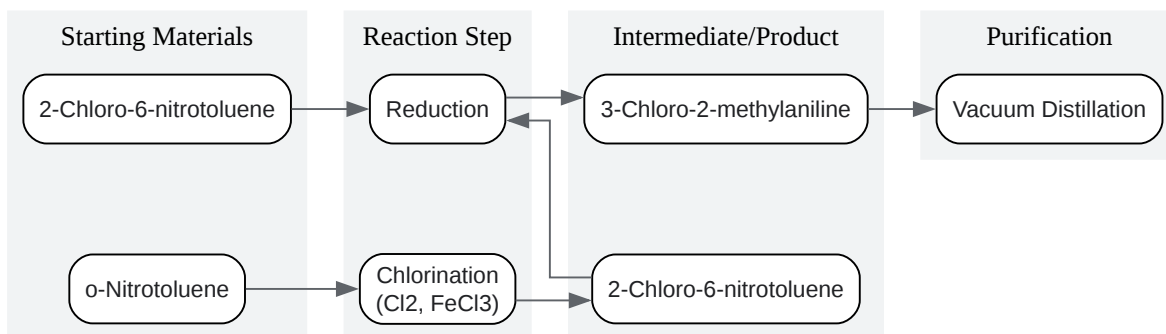 Starting Materials
Reaction Step
Intermediate/Product
Purification
2-Chloro-6-nitrotoluene
Reduction
3-Chloro-2-methylaniline
Vacuum Distillation
o-Nitrotoluene
Chlorination
(Cl2, FeCl3)
2-Chloro-6-nitrotoluene